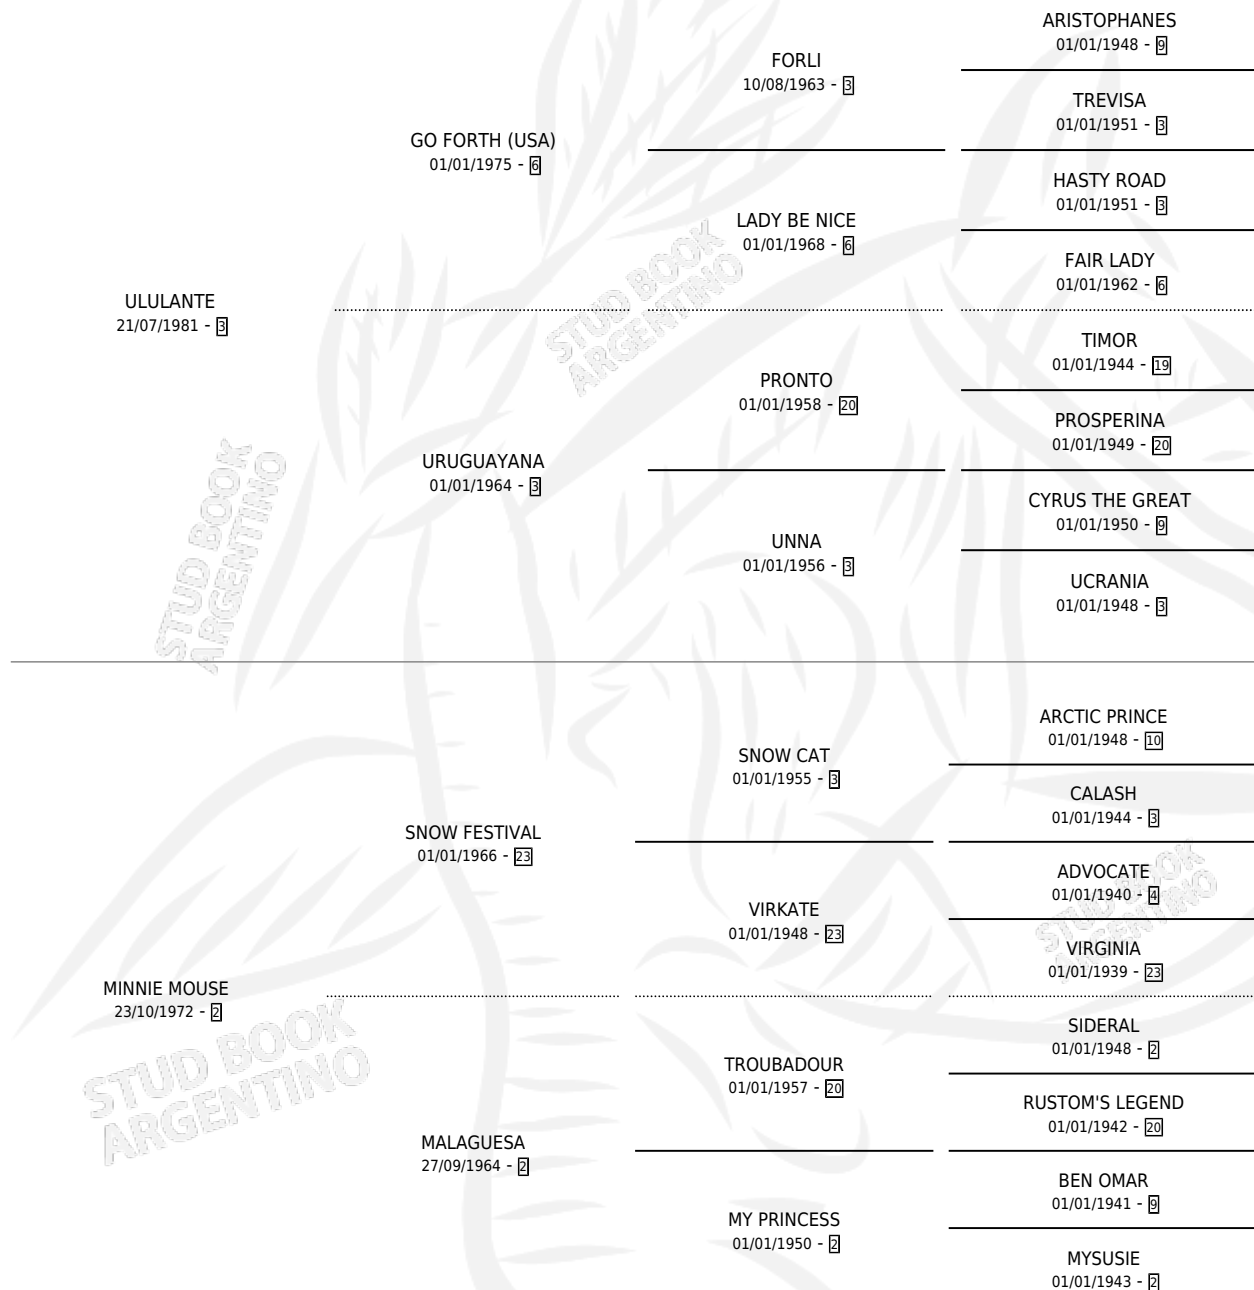 ARISTOPHANES
01/01/1948 - 9
FORLI
10/08/1963 - 3
TREVISA
01/01/1951 - 3
GO FORTH (USA)
01/01/1975 - 6
HASTY ROAD
01/01/1951 - 3
LADY BE NICE
01/01/1968 - 6
FAIR LADY
01/01/1962 - 6
ULULANTE
21/07/1981 - 3
STUD BOOK
ARGENTINO
TIMOR
01/01/1944 - 19
PRONTO
01/01/1958 - 20
PROSPERINA
01/01/1949 - 20
URUGUAYANA
01/01/1964 - 3
STUD BOOK
ARGENTINO
CYRUS THE GREAT
01/01/1950 - 9
UNNA
01/01/1956 - 3
UCRANIA
01/01/1948 - 3
ARCTIC PRINCE
01/01/1948 - 10
SNOW CAT
01/01/1955 - 3
CALASH
01/01/1944 - 3
SNOW FESTIVAL
01/01/1966 - 23
ADVOCATE
01/01/1940 - 4
STUD BOOK
ARGENTINO
VIRKATE
01/01/1948 - 23
VIRGINIA
01/01/1939 - 23
MINNIE MOUSE
23/10/1972 - 2
STUD BOOK
ARGENTINO
SIDERAL
01/01/1948 - 2
TROUBADOUR
01/01/1957 - 20
RUSTOM'S LEGEND
01/01/1942 - 20
MALAGUESA
27/09/1964 - 2
BEN OMAR
01/01/1941 - 9
MY PRINCESS
01/01/1950 - 2
MYSUSIE
01/01/1943 - 2